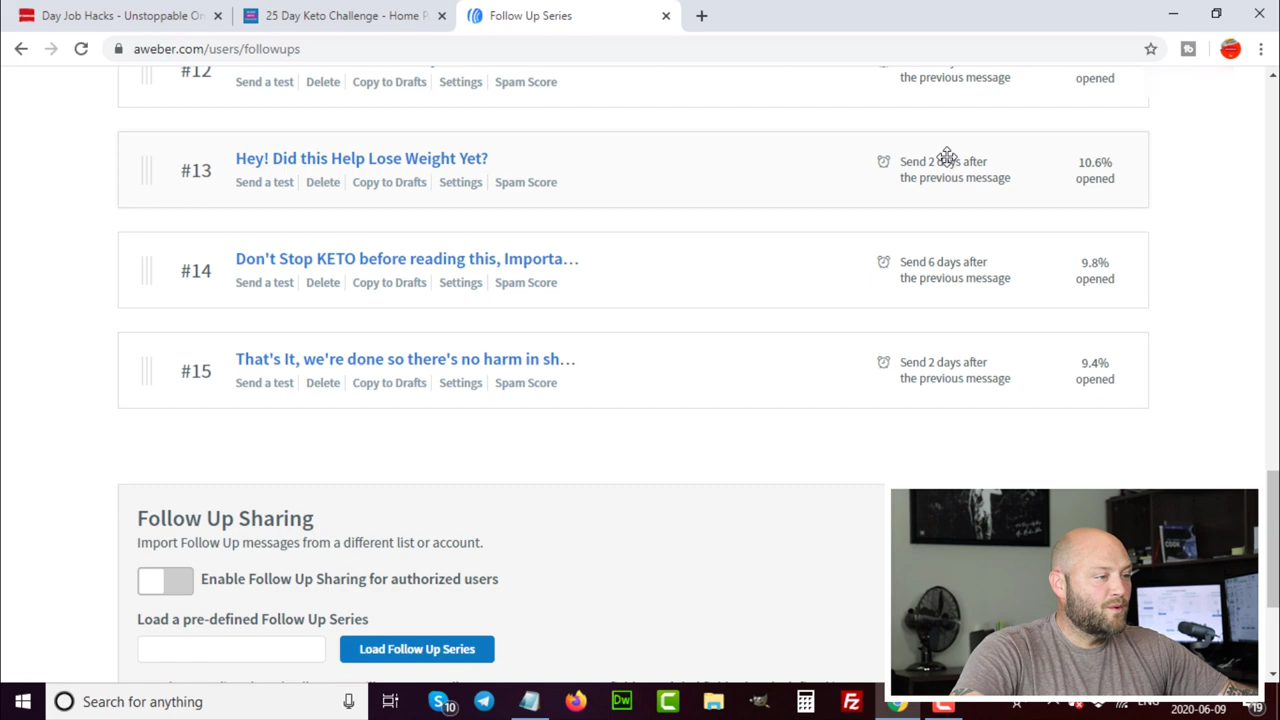 Day Job Hacks - Unstoppable On
25 Day Keto Challenge - Home P
Follow Up Series
aweber.com/users/followups
#12
Send a test Delete Copy to Drafts Settings Spam Score
the previous message
opened
#13
Hey! Did this Help Lose Weight Yet?
Send a test Delete Copy to Drafts Settings Spam Score
Send 2 days after
the previous message
10.6%
opened
#14
Don't Stop KETO before reading this, Importa...
Send a test Delete Copy to Drafts Settings Spam Score
Send 6 days after
the previous message
9.8%
opened
#15
That's It, we're done so there's no harm in sh...
Send a test Delete Copy to Drafts Settings Spam Score
Send 2 days after
the previous message
9.4%
opened
Follow Up Sharing
Import Follow Up messages from a different list or account.
Enable Follow Up Sharing for authorized users
Load a pre-defined Follow Up Series
Load Follow Up Series
Search for anything
10
Dw
ENG
2020-06-09
19